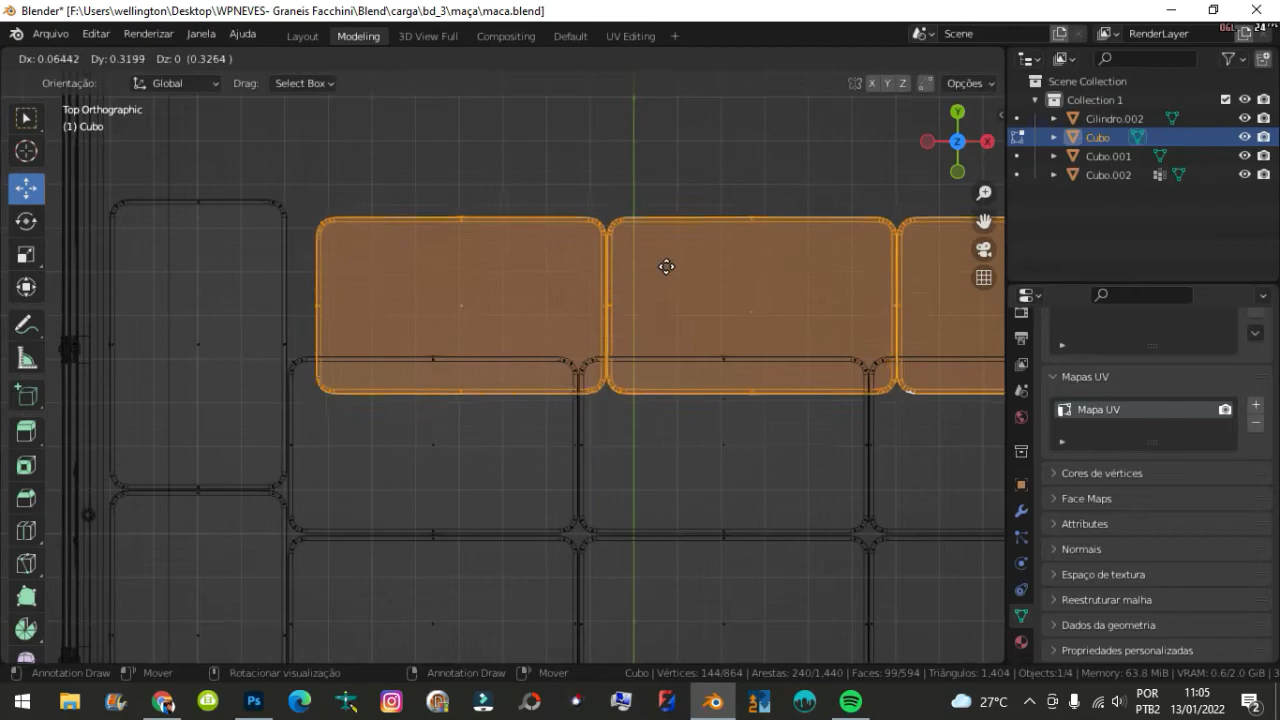 Blender* [F:\Users\wellington\Desktop\WPNEVES- Graneis Facchini\Blend\carga\bd_3\maça\maca.blend]
Arquivo Editar Renderizar Janela Ajuda Layout Modeling 3D View Full Compositing Default UV Editing + Scene RenderLayer
Dx: 0.06442 Dy: 0.3199 Dz: 0 (0.3264 )
Orientação: Global Drag: Select Box X Y Z Opções
Top Orthographic
(1) Cubo
Y
Z
X
Scene Collection
Collection 1
Cilindro.002
Cubo
Cubo.001
Cubo.002
Mapas UV
Mapa UV
Cores de vértices
Face Maps
Attributes
Normais
Espaço de textura
Reestruturar malha
Dados da geometria
Propriedades personalizadas
Annotation Draw Mover Rotacionar visualização Annotation Draw Mover Cubo | Vértices: 144/864 | Arestas: 240/1,440 | Faces: 99/594 | Triângulos: 1,404 | Objects:1/4 | Memory: 63.8 MiB | VRAM: 0.6/2.0 Gi
27°C POR 11:05
PTB2 13/01/2022 2